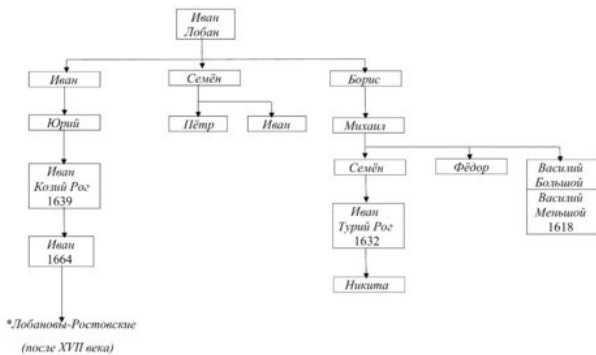 Иван
Лобан
Иван
Семён
Борис
Юрий
Пётр
Иван
Михаил
Иван
Козий Рог
1639
Семён
Фёдор
Василий
Большой
Василий
Меньшой
1618
Иван
Турий Рог
1632
Иван
1664
Никита
*Лобановы-Ростовские
(после XVII века)